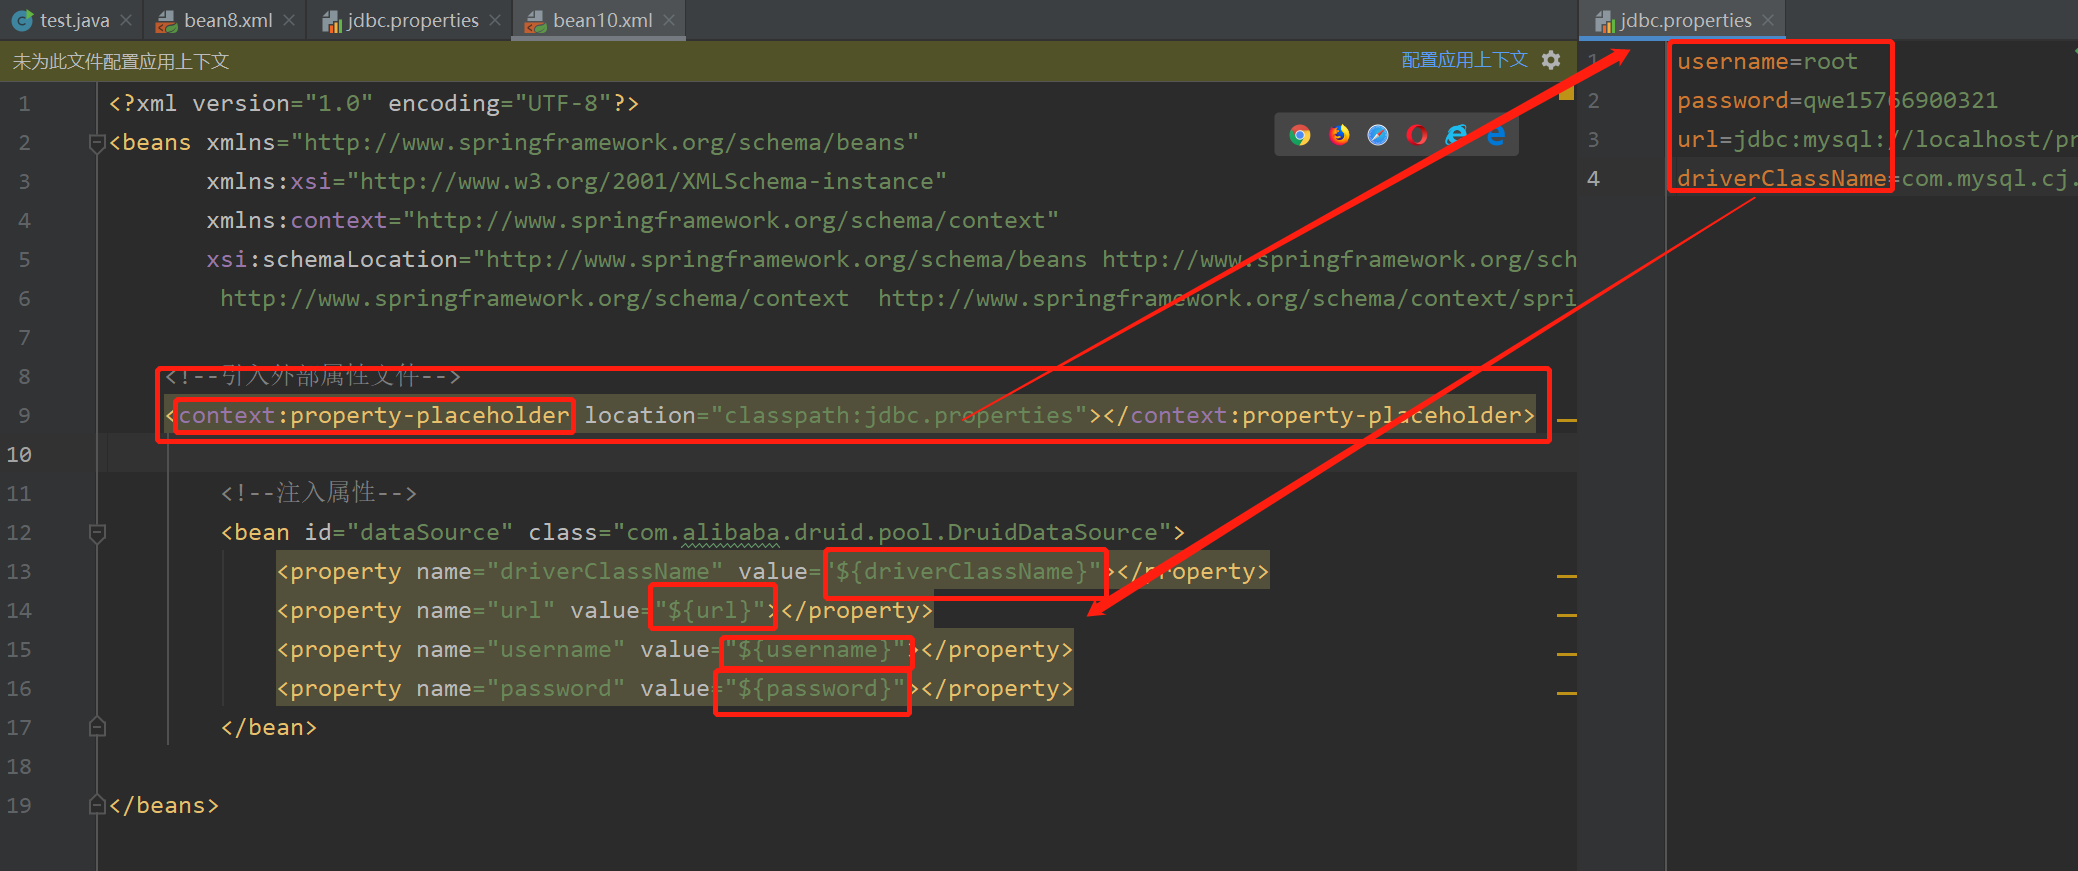 test.java
bean8.xml
jdbc.properties
bean10.xml
未为此文件配置应用上下文
配置应用上下文
1 <?xml version="1.0" encoding="UTF-8"?>
2 <beans xmlns="http://www.springframework.org/schema/beans"
3 xmlns:xsi="http://www.w3.org/2001/XMLSchema-instance"
4 xmlns:context="http://www.springframework.org/schema/context"
5 xsi:schemaLocation="http://www.springframework.org/schema/beans http://www.springframework.org/sch
6 http://www.springframework.org/schema/context http://www.springframework.org/schema/context/spri
7
8 <!--引入外部属性文件-->
9 <context:property-placeholder location="classpath:jdbc.properties"></context:property-placeholder>
10
11 <!--注入属性-->
12 <bean id="dataSource" class="com.alibaba.druid.pool.DruidDataSource">
13 <property name="driverClassName" value="${driverClassName}"></property>
14 <property name="url" value="${url}"></property>
15 <property name="username" value="${username}"></property>
16 <property name="password" value="${password}"></property>
17 </bean>
18
19 </beans>
jdbc.properties
1 username=root
2 password=qwe15766900321
3 url=jdbc:mysql://localhost/pr
4 driverClassName=com.mysql.cj.